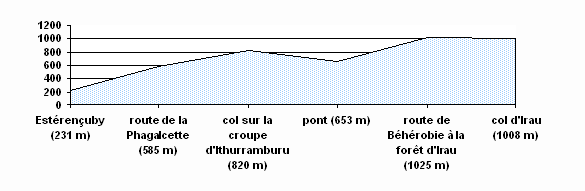 1200
1000
800
600
400
200
0
Estérençuby
(231 m)
route de la
Phagalcette
(585 m)
col sur la
croupe
d'Ithurramburu
(820 m)
pont (653 m)
route de
Béhérobie à la
forêt d'Irau
(1025 m)
col d'Irau
(1008 m)